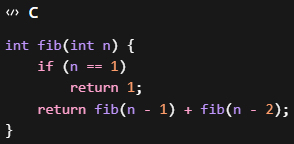 </> C
int fib(int n) {
    if (n == 1)
        return 1;
    return fib(n - 1) + fib(n - 2);
}